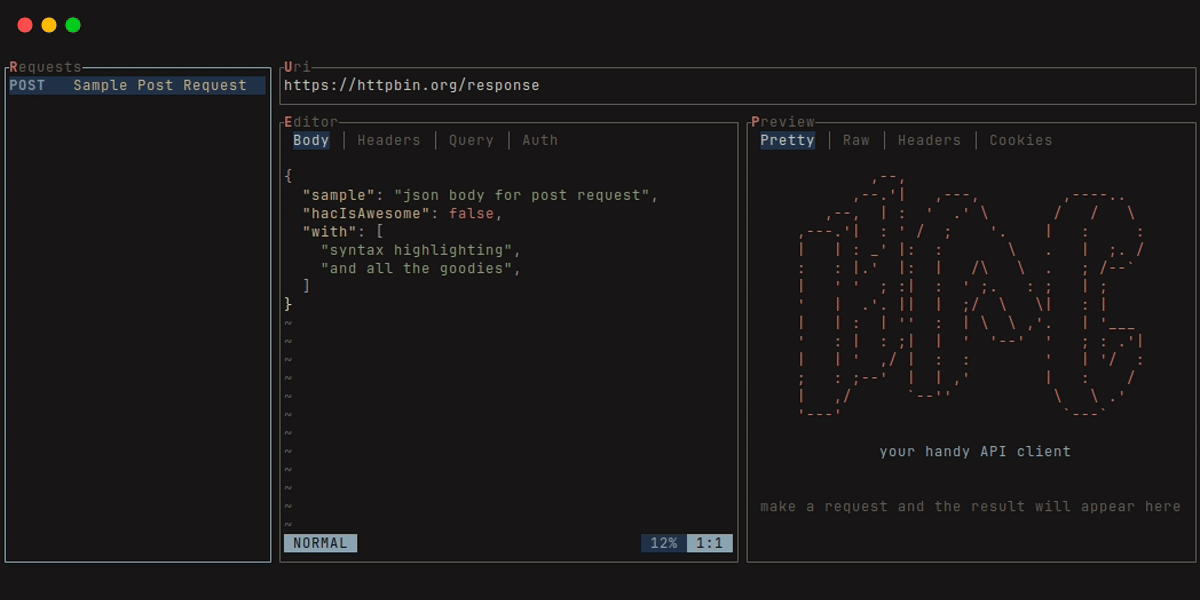 Requests
POST Sample Post Request
Uri
https://httpbin.org/response
Editor
Body │ Headers │ Query │ Auth
{
  "sample": "json body for post request",
  "hacIsAwesome": false,
  "with": [
    "syntax highlighting",
    "and all the goodies",
  ]
}
~
~
~
~
~
~
~
~
~
~
~
~
NORMAL 12% 1:1
Preview
Pretty │ Raw │ Headers │ Cookies
HAC
your handy API client
make a request and the result will appear here